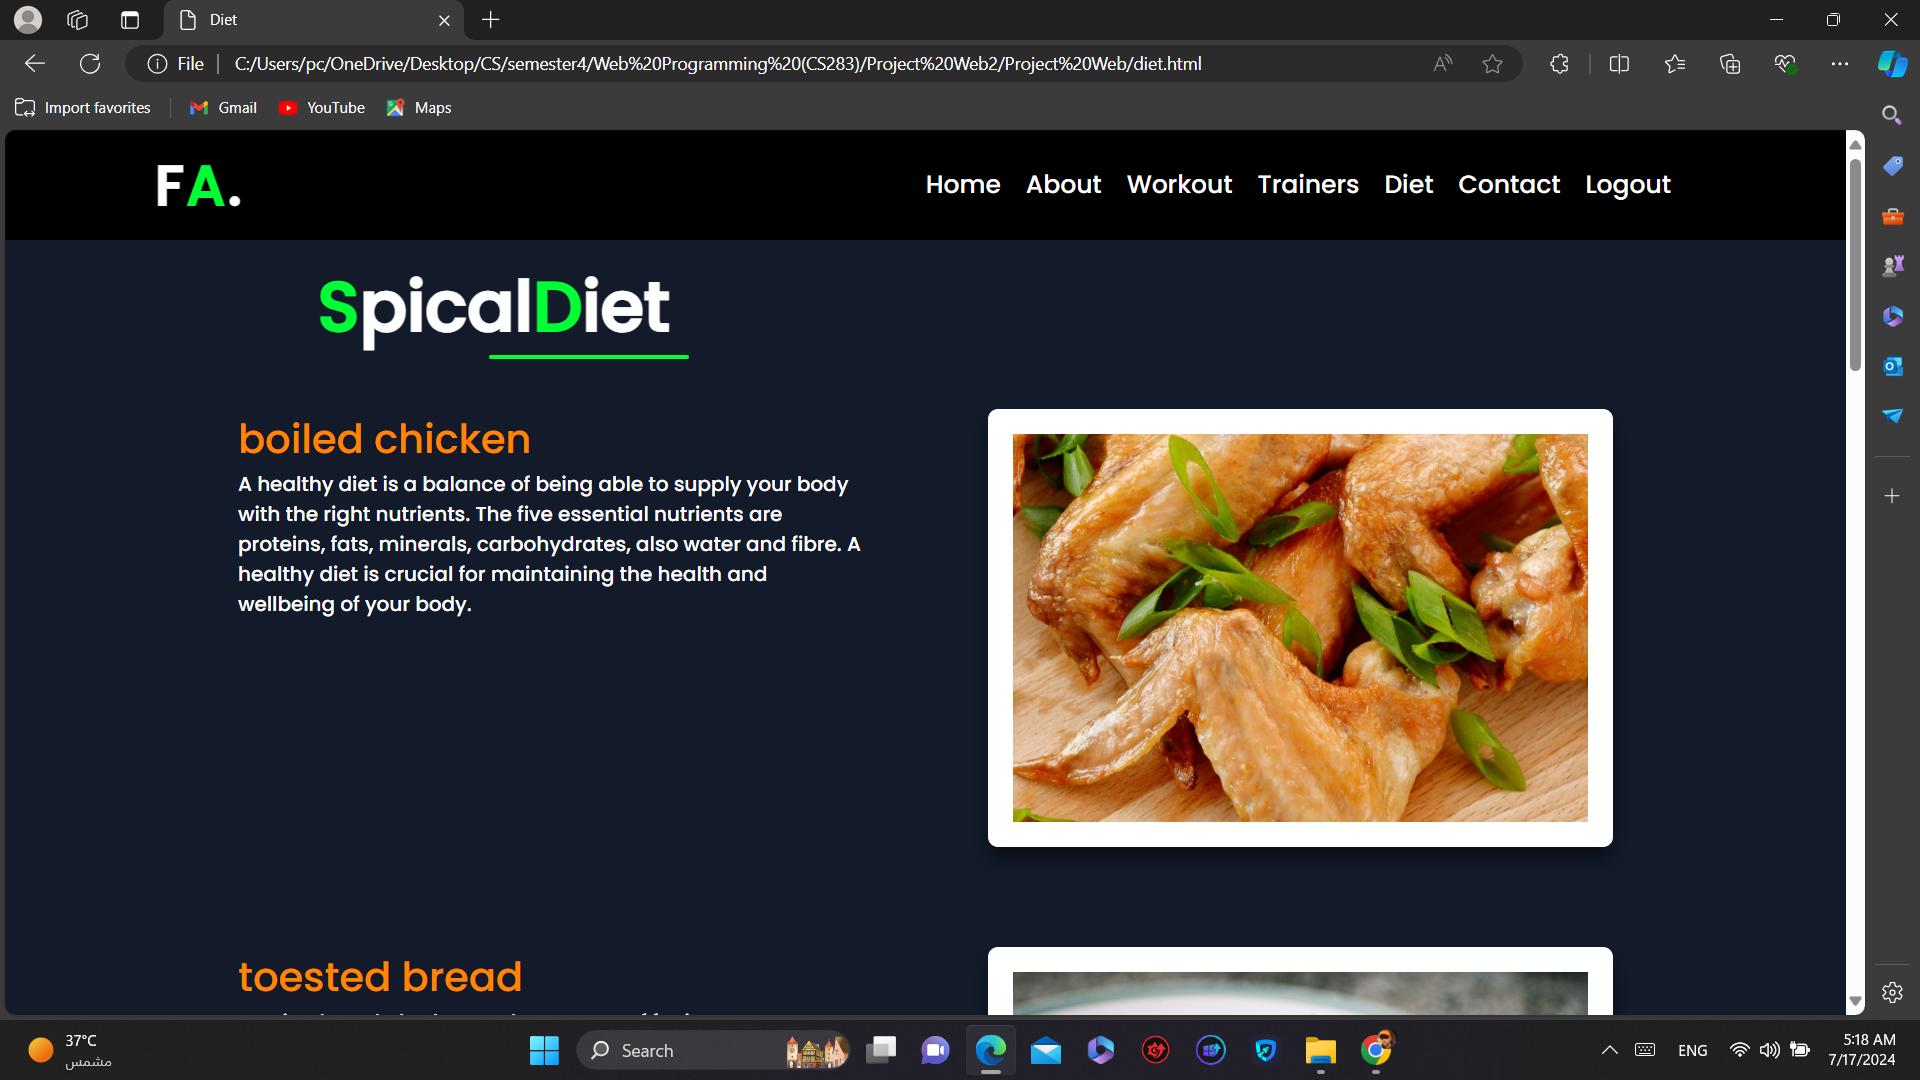 Diet
File
C:/Users/pc/OneDrive/Desktop/CS/semester4/Web%20Programming%20(CS283)/Project%20Web2/Project%20Web/diet.html
Import favorites
Gmail
YouTube
Maps
FA.
Home About Workout Trainers Diet Contact Logout
SpicalDiet
boiled chicken
A healthy diet is a balance of being able to supply your body
with the right nutrients. The five essential nutrients are
proteins, fats, minerals, carbohydrates, also water and fibre. A
healthy diet is crucial for maintaining the health and
wellbeing of your body.
toested bread
37°C
مشمس
Search
ENG
5:18 AM
7/17/2024